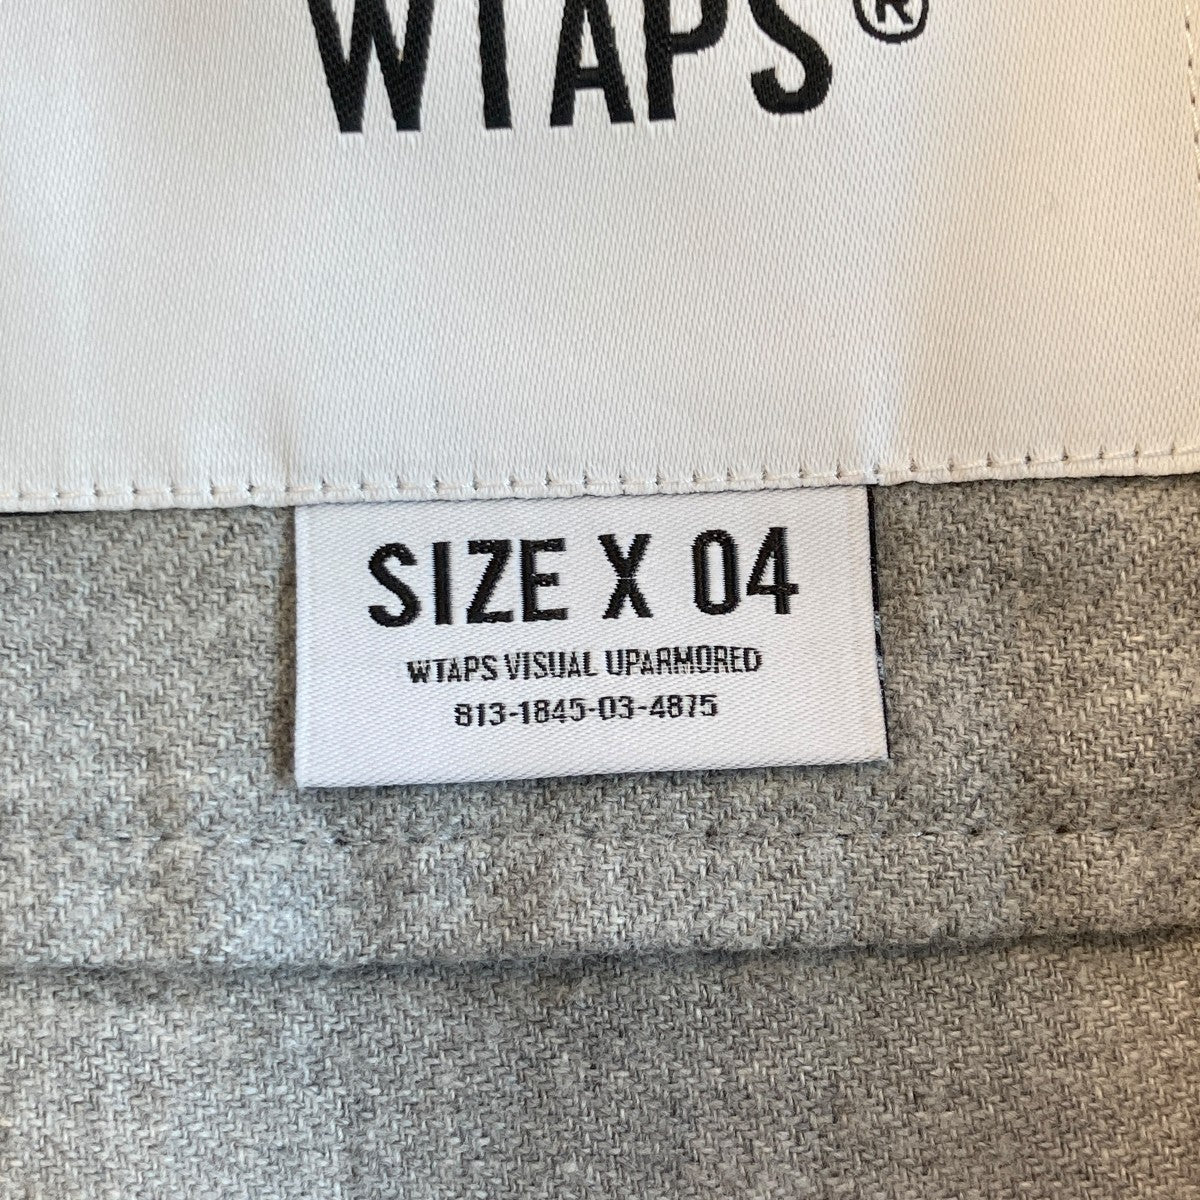 WTAPS®
SIZE X 04
WTAPS VISUAL UPARMORED
813-1845-03-4875